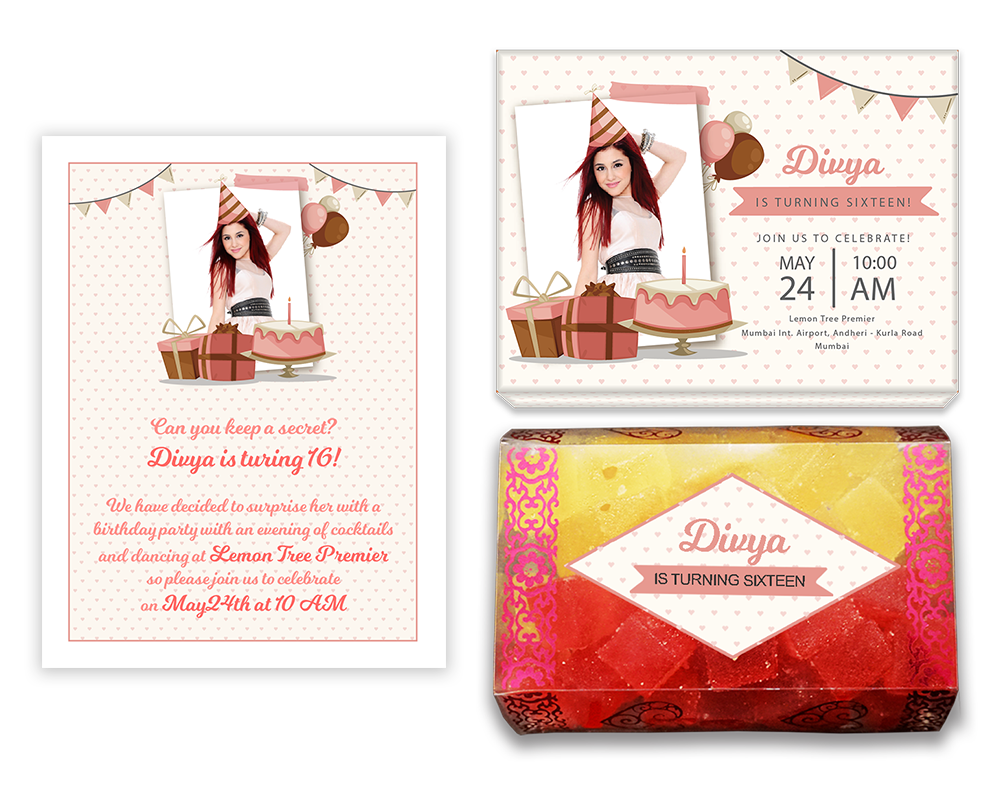 Can you keep a secret?
Divya is turing 16!
We have decided to surprise her with a
birthday party with an evening of cocktails
and dancing at Lemon Tree Premier
so please join us to celebrate
on May24th at 10 AM
Divya
IS TURNING SIXTEEN!
JOIN US TO CELEBRATE!
MAY
24
10:00
AM
Lemon Tree Premier
Mumbai Int. Airport, Andheri - Kurla Road
Mumbai
Divya
IS TURNING SIXTEEN